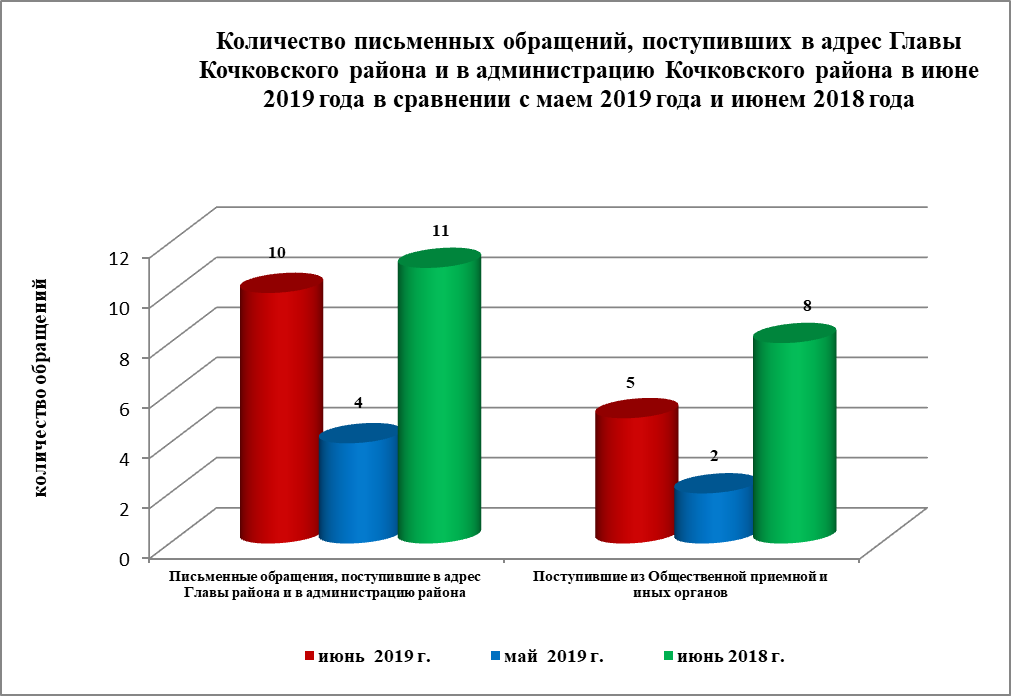 Количество письменных обращений, поступивших в адрес Главы
Кочковского района и в администрацию Кочковского района в июне
2019 года в сравнении с маем 2019 года и июнем 2018 года
количество обращений
12
10
8
6
4
2
0
10
4
11
5
2
8
Письменные обращения, поступившие в адрес
Главы района и в администрацию района
Поступившие из Общественной приемной и
иных органов
июнь 2019 г.
май 2019 г.
июнь 2018 г.